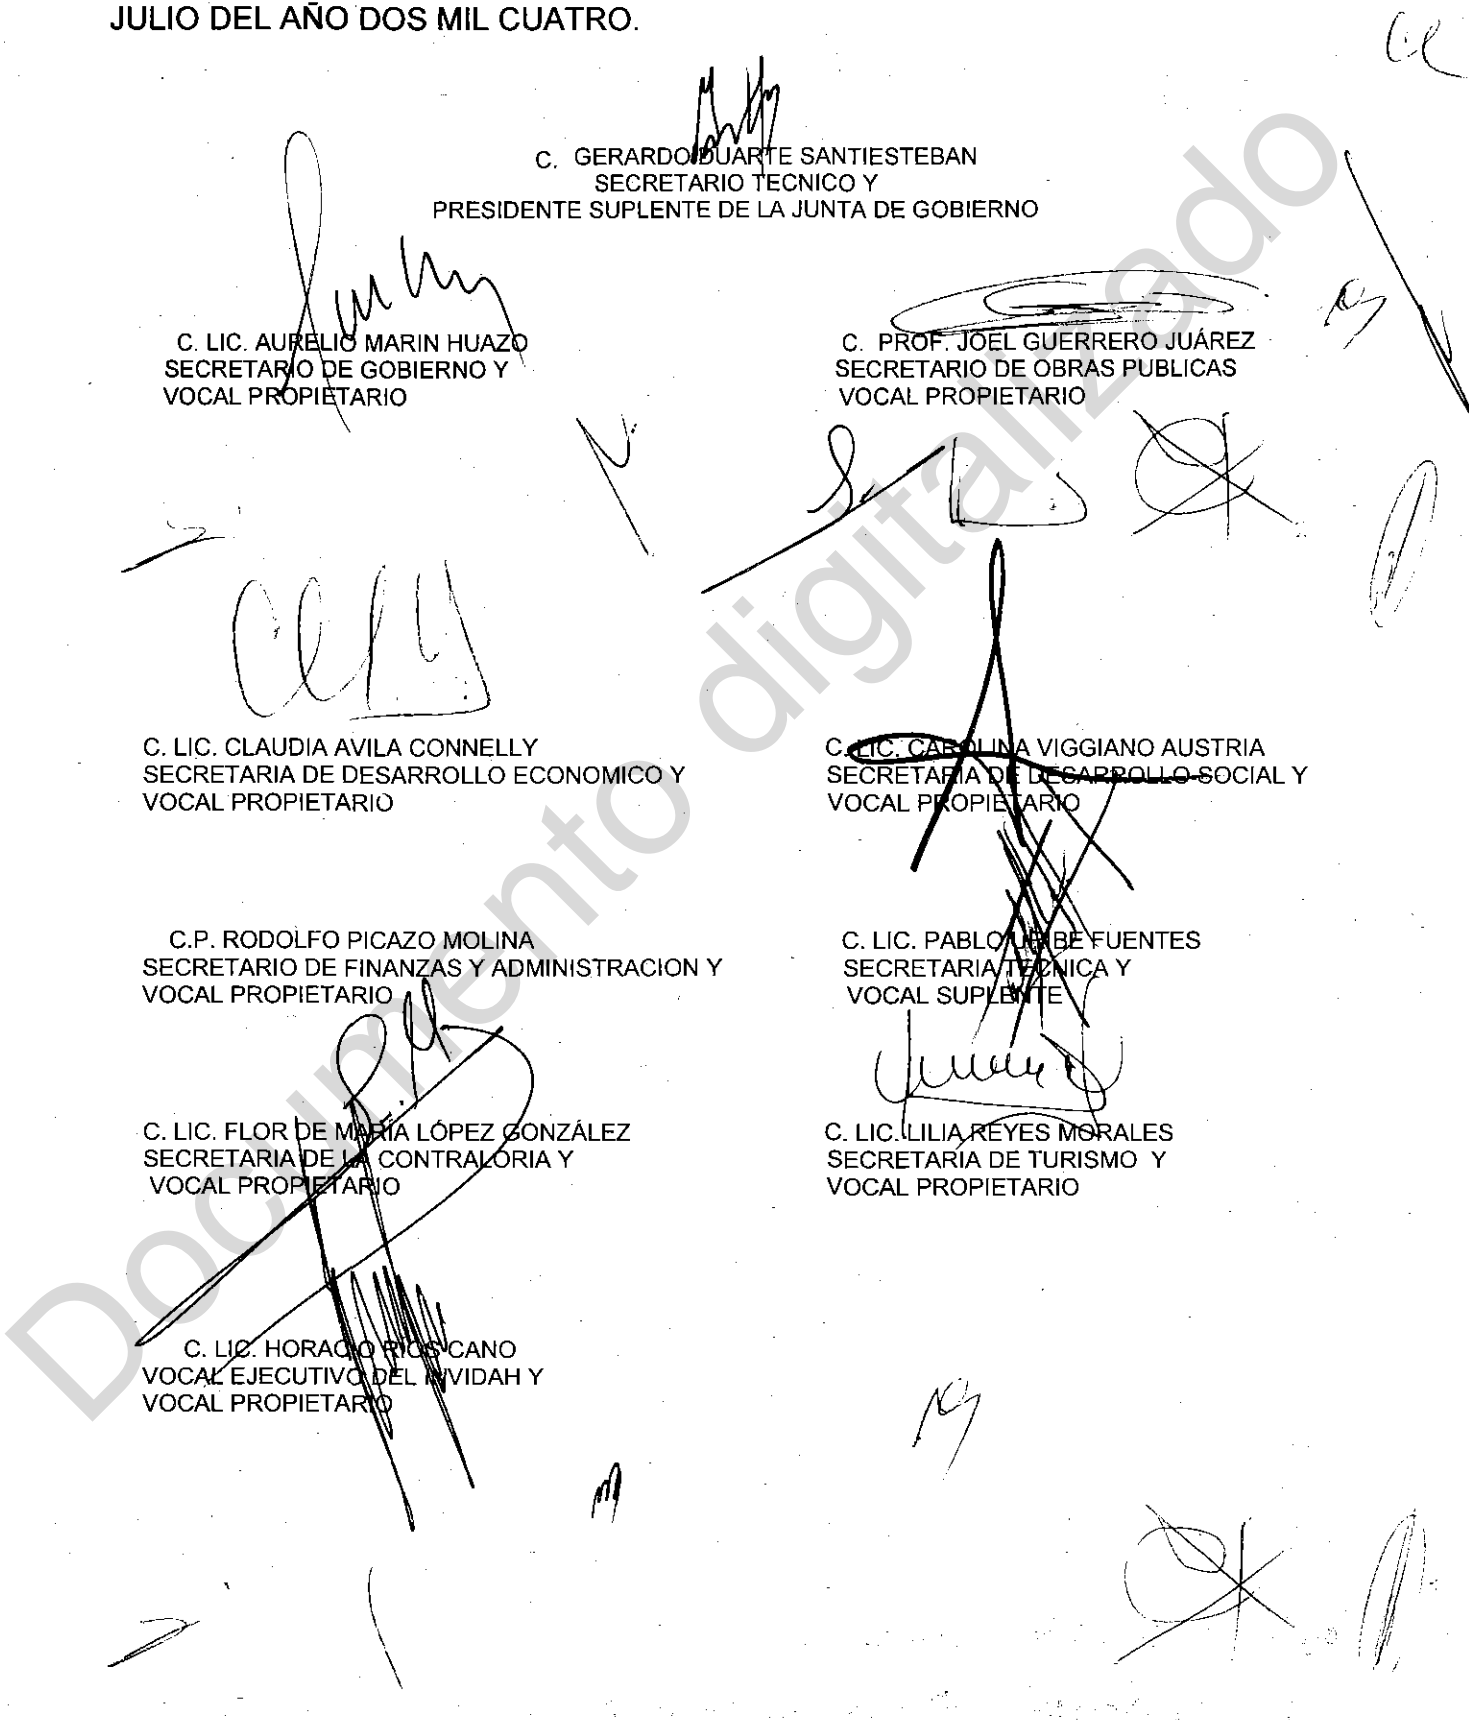 JULIO DEL AÑO DOS MIL CUATRO.
C. GERARDO DUARTE SANTIESTEBAN
SECRETARIO TECNICO Y
PRESIDENTE SUPLENTE DE LA JUNTA DE GOBIERNO
C. LIC. AURELIO MARIN HUAZO
SECRETARIO DE GOBIERNO Y
VOCAL PROPIETARIO
C. PROF. JOEL GUERRERO JUÁREZ
SECRETARIO DE OBRAS PUBLICAS
VOCAL PROPIETARIO
C. LIC. CLAUDIA AVILA CONNELLY
SECRETARIA DE DESARROLLO ECONOMICO Y
VOCAL PROPIETARIO
C. LIC. CAROLINA VIGGIANO AUSTRIA
SECRETARIA DE DESARROLLO SOCIAL Y
VOCAL PROPIETARIO
C.P. RODOLFO PICAZO MOLINA
SECRETARIO DE FINANZAS Y ADMINISTRACION Y
VOCAL PROPIETARIO
C. LIC. PABLO URIBE FUENTES
SECRETARIA TECNICA Y
VOCAL SUPLENTE
C. LIC. FLOR DE MARÍA LÓPEZ GONZÁLEZ
SECRETARIA DE LA CONTRALORIA Y
VOCAL PROPIETARIO
C. LIC. LILIA REYES MORALES
SECRETARIA DE TURISMO Y
VOCAL PROPIETARIO
C. LIC. HORACIO RIOS CANO
VOCAL EJECUTIVO DEL INVIDAH Y
VOCAL PROPIETARIO
Documento digitalizado